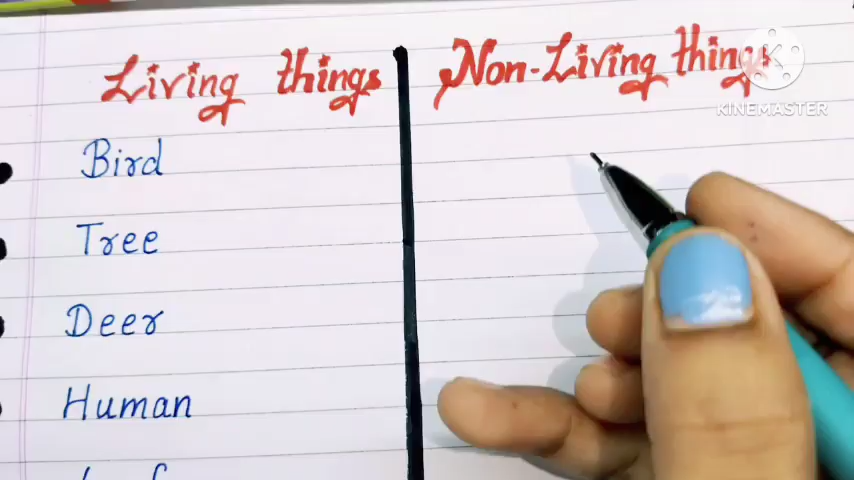 Living things Non-Living things
KINEMASTER
Bird
Tree
Deer
Human